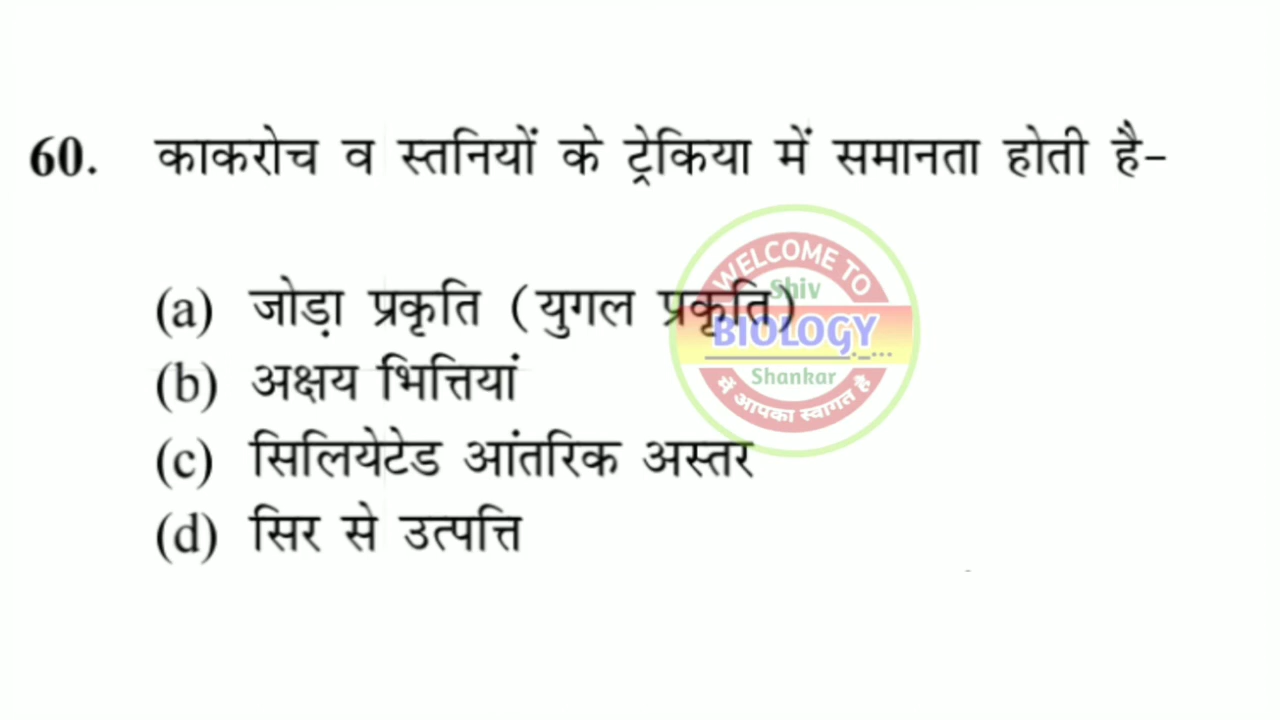 60. काकरोच व स्तनियों के ट्रेकिया में समानता होती है–
(a) जोड़ा प्रकृति (युगल प्रकृति)
(b) अक्षय भित्तियां
(c) सिलियेटेड आंतरिक अस्तर
(d) सिर से उत्पत्ति
WELCOME TO
Shiv
BIOLOGY
Shankar
में आपका स्वागत है